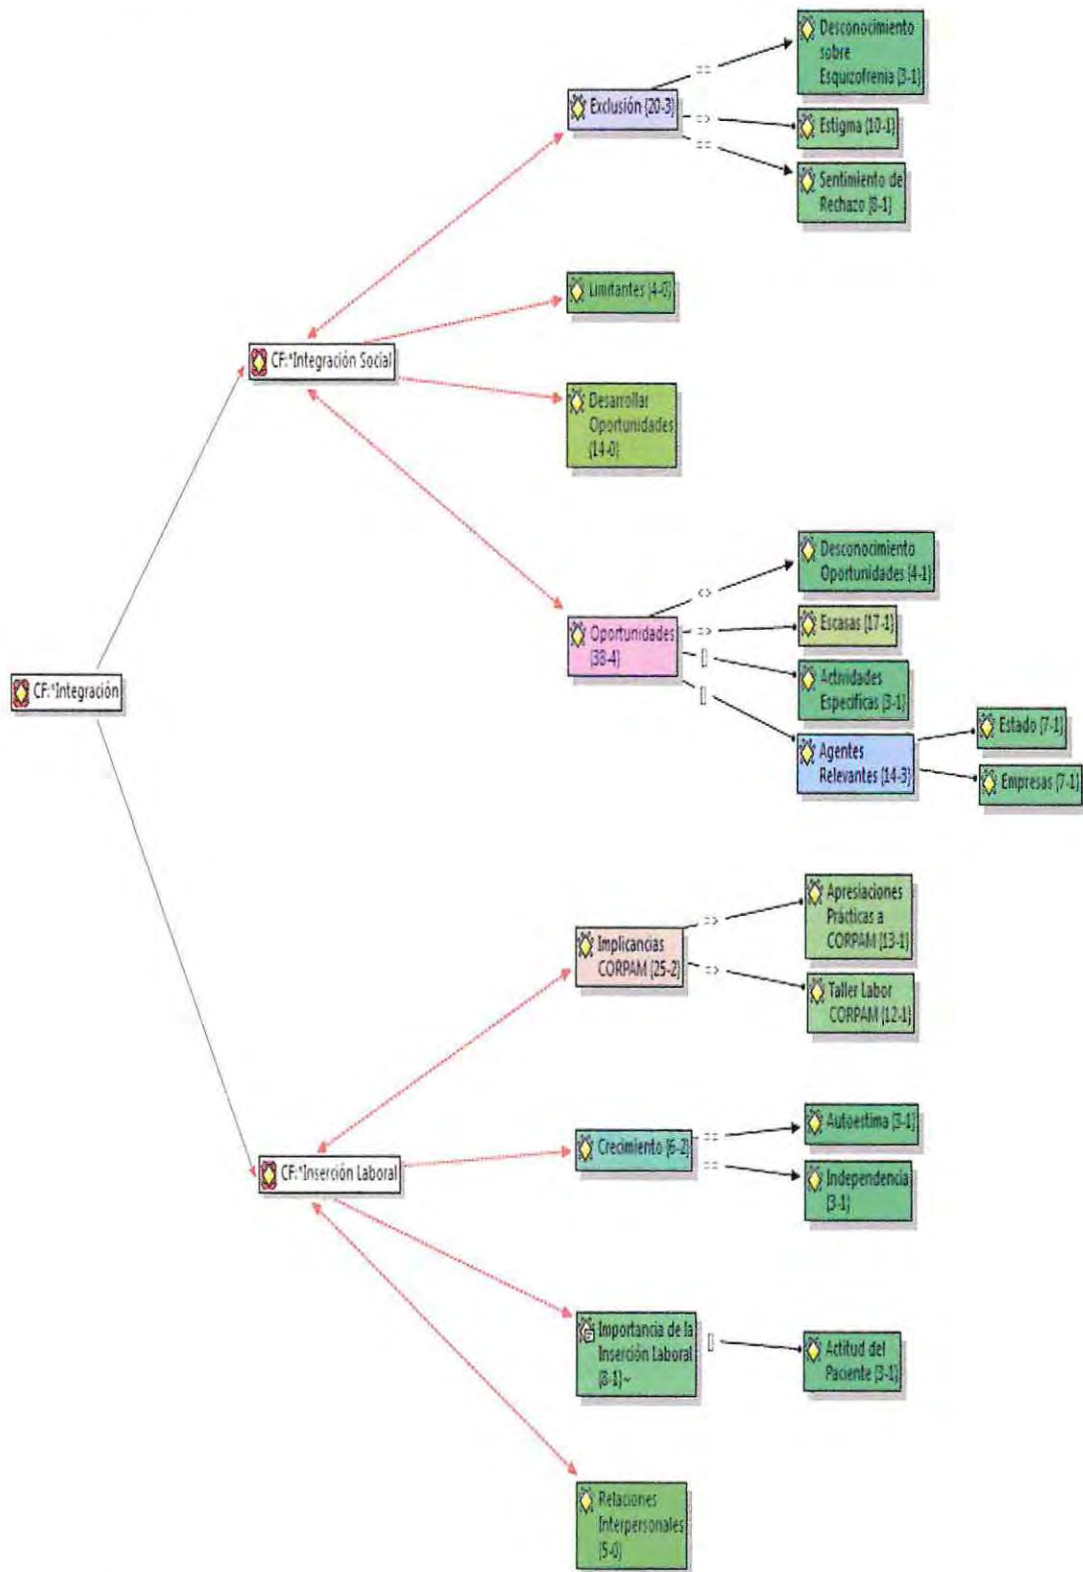 Desconocimiento
sobre
Esquizofrenia {3-1}
Exclusión {20-3}
Estigma {10-1}
Sentimiento de
Rechazo {8-1}
Limitantes {4-0}
CF:*Integración Social
Desarrollar
Oportunidades
{14-0}
Desconocimiento
Oportunidades {4-1}
Escasas {17-1}
Oportunidades
{38-4}
Actividades
Específicas {3-1}
CF:*Integración
Estado {7-1}
Agentes
Relevantes {14-3}
Empresas {7-1}
Apresiaciones
Prácticas a
CORPAM {13-1}
Implicancias
CORPAM {25-2}
Taller Labor
CORPAM {12-1}
Autoestima {3-1}
Crecimiento {6-2}
CF:*Inserción Laboral
Independencia
{3-1}
Importancia de la
Inserción Laboral
{8-1}~
Actitud del
Paciente {3-1}
Relaciones
Interpersonales
{5-0}